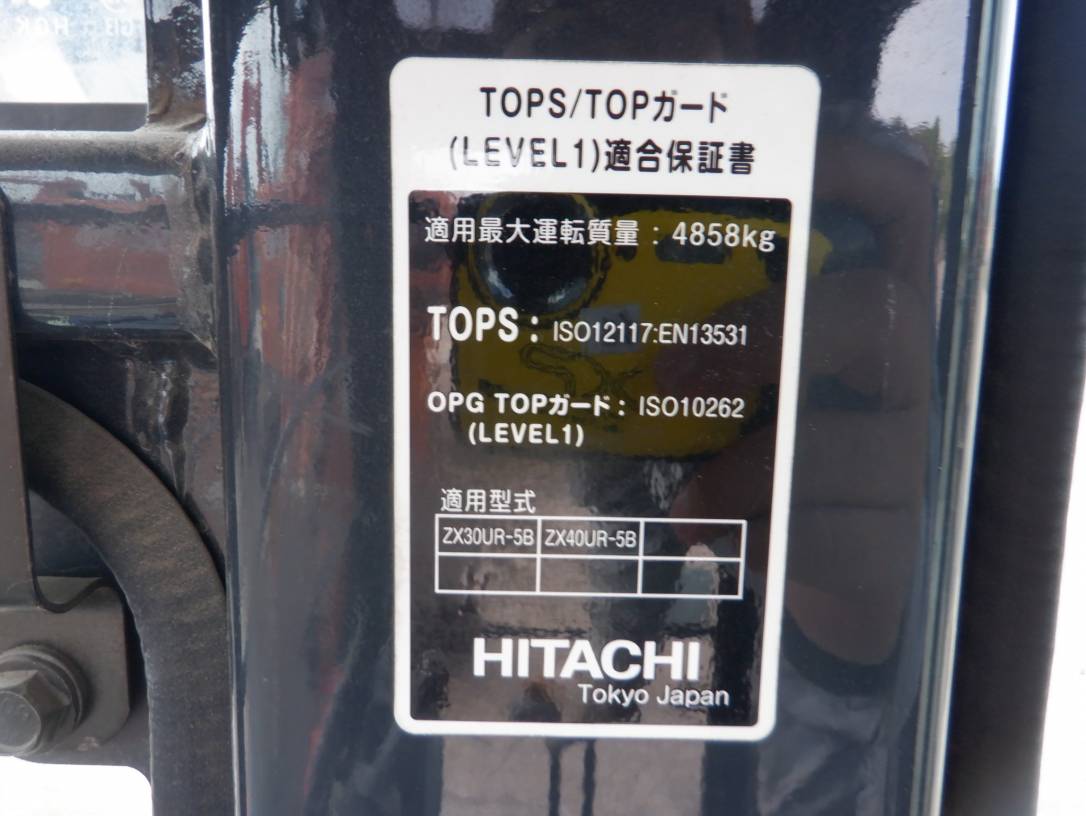 TOPS/TOPガード
(LEVEL1)適合保証書
適用最大運転質量：4858kg
TOPS：ISO12117:EN13531
OPG TOPガード：ISO10262
(LEVEL1)
適用型式
ZX30UR-5B ZX40UR-5B
HITACHI
Tokyo Japan